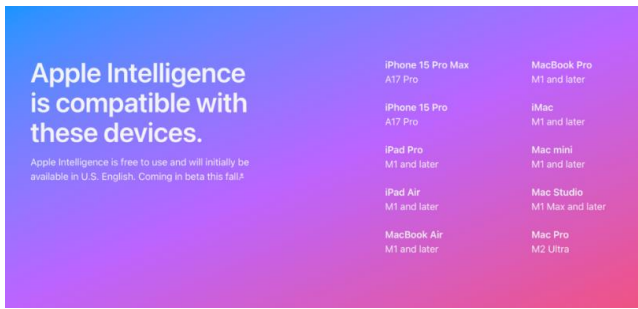 Apple Intelligence
is compatible with
these devices.
Apple Intelligence is free to use and will initially be
available in U.S. English. Coming in beta this fall.
iPhone 15 Pro Max
A17 Pro
iPhone 15 Pro
A17 Pro
iPad Pro
M1 and later
iPad Air
M1 and later
MacBook Air
M1 and later
MacBook Pro
M1 and later
iMac
M1 and later
Mac mini
M1 and later
Mac Studio
M1 Max and later
Mac Pro
M2 Ultra